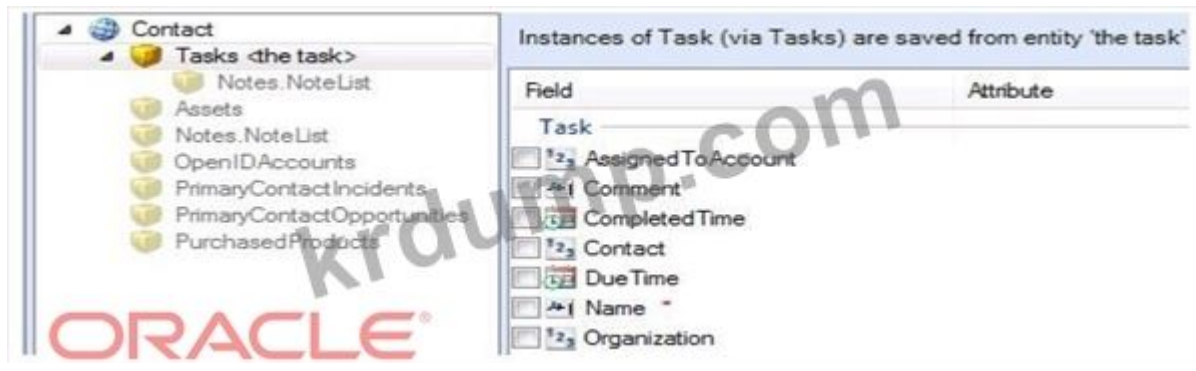 Contact
Tasks <the task>
Notes.NoteList
Assets
Notes.NoteList
OpenIDAccounts
PrimaryContactIncidents
PrimaryContactOpportunities
PurchasedProducts
ORACLE
Instances of Task (via Tasks) are saved from entity 'the task'
Field Attribute
Task
AssignedToAccount
Comment
CompletedTime
Contact
DueTime
Name *
Organization
krdump.com